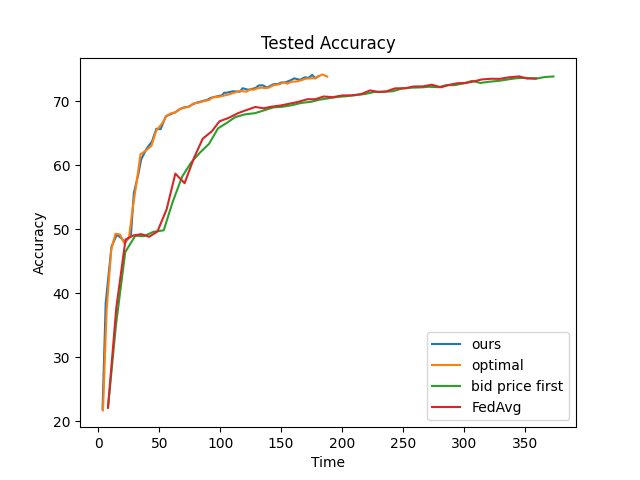 Tested Accuracy
Accuracy
70
60
50
40
30
20
0 50 100 150 200 250 300 350
Time
ours
optimal
bid price first
FedAvg